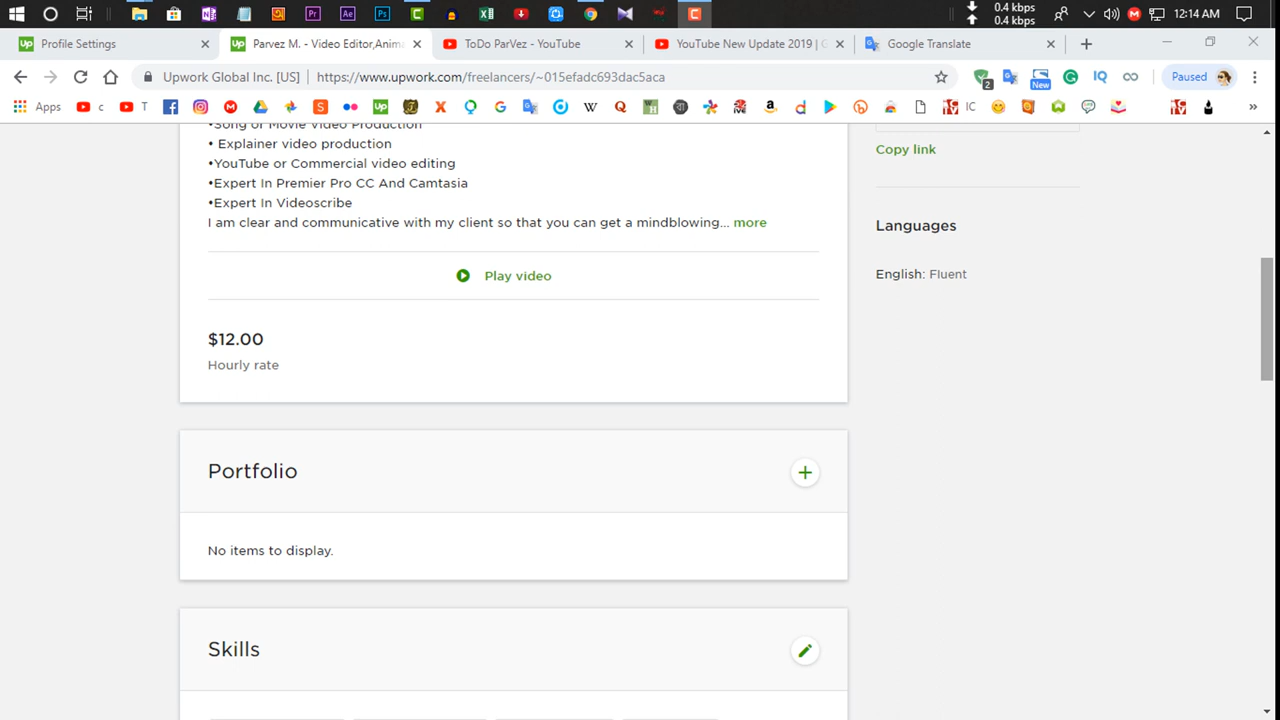 0.4 kbps
0.4 kbps
12:14 AM
Profile Settings
Parvez M. - Video Editor,Anim
ToDo ParVez - YouTube
YouTube New Update 2019 | G
Google Translate
Upwork Global Inc. [US] | https://www.upwork.com/freelancers/~015efadc693dac5aca
2
New
Paused
Apps
c
T
IC
•Song or Movie Video Production
• Explainer video production
•YouTube or Commercial video editing
•Expert In Premier Pro CC And Camtasia
•Expert In Videoscribe
I am clear and communicative with my client so that you can get a mindblowing... more
Play video
$12.00
Hourly rate
Portfolio
No items to display.
Skills
Copy link
Languages
English: Fluent